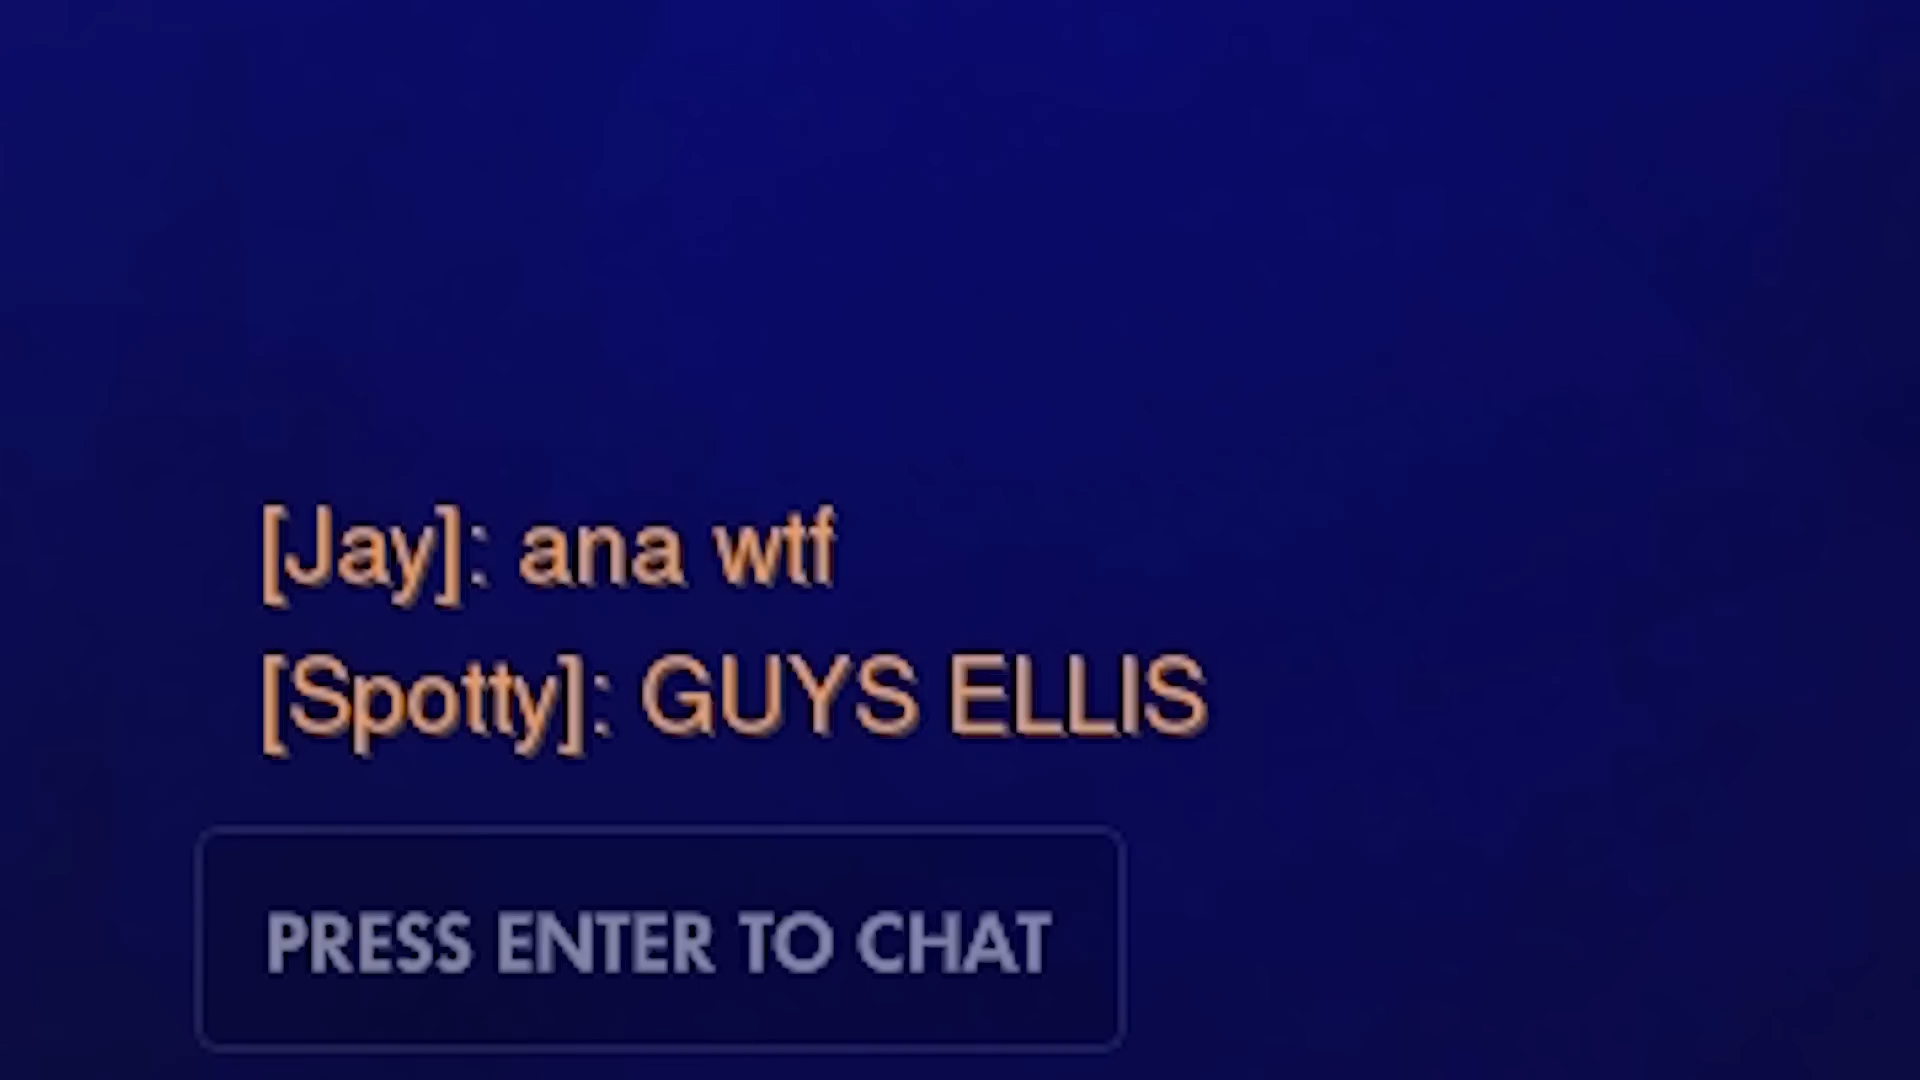 [Jay]: ana wtf
[Spotty]: GUYS ELLIS
PRESS ENTER TO CHAT